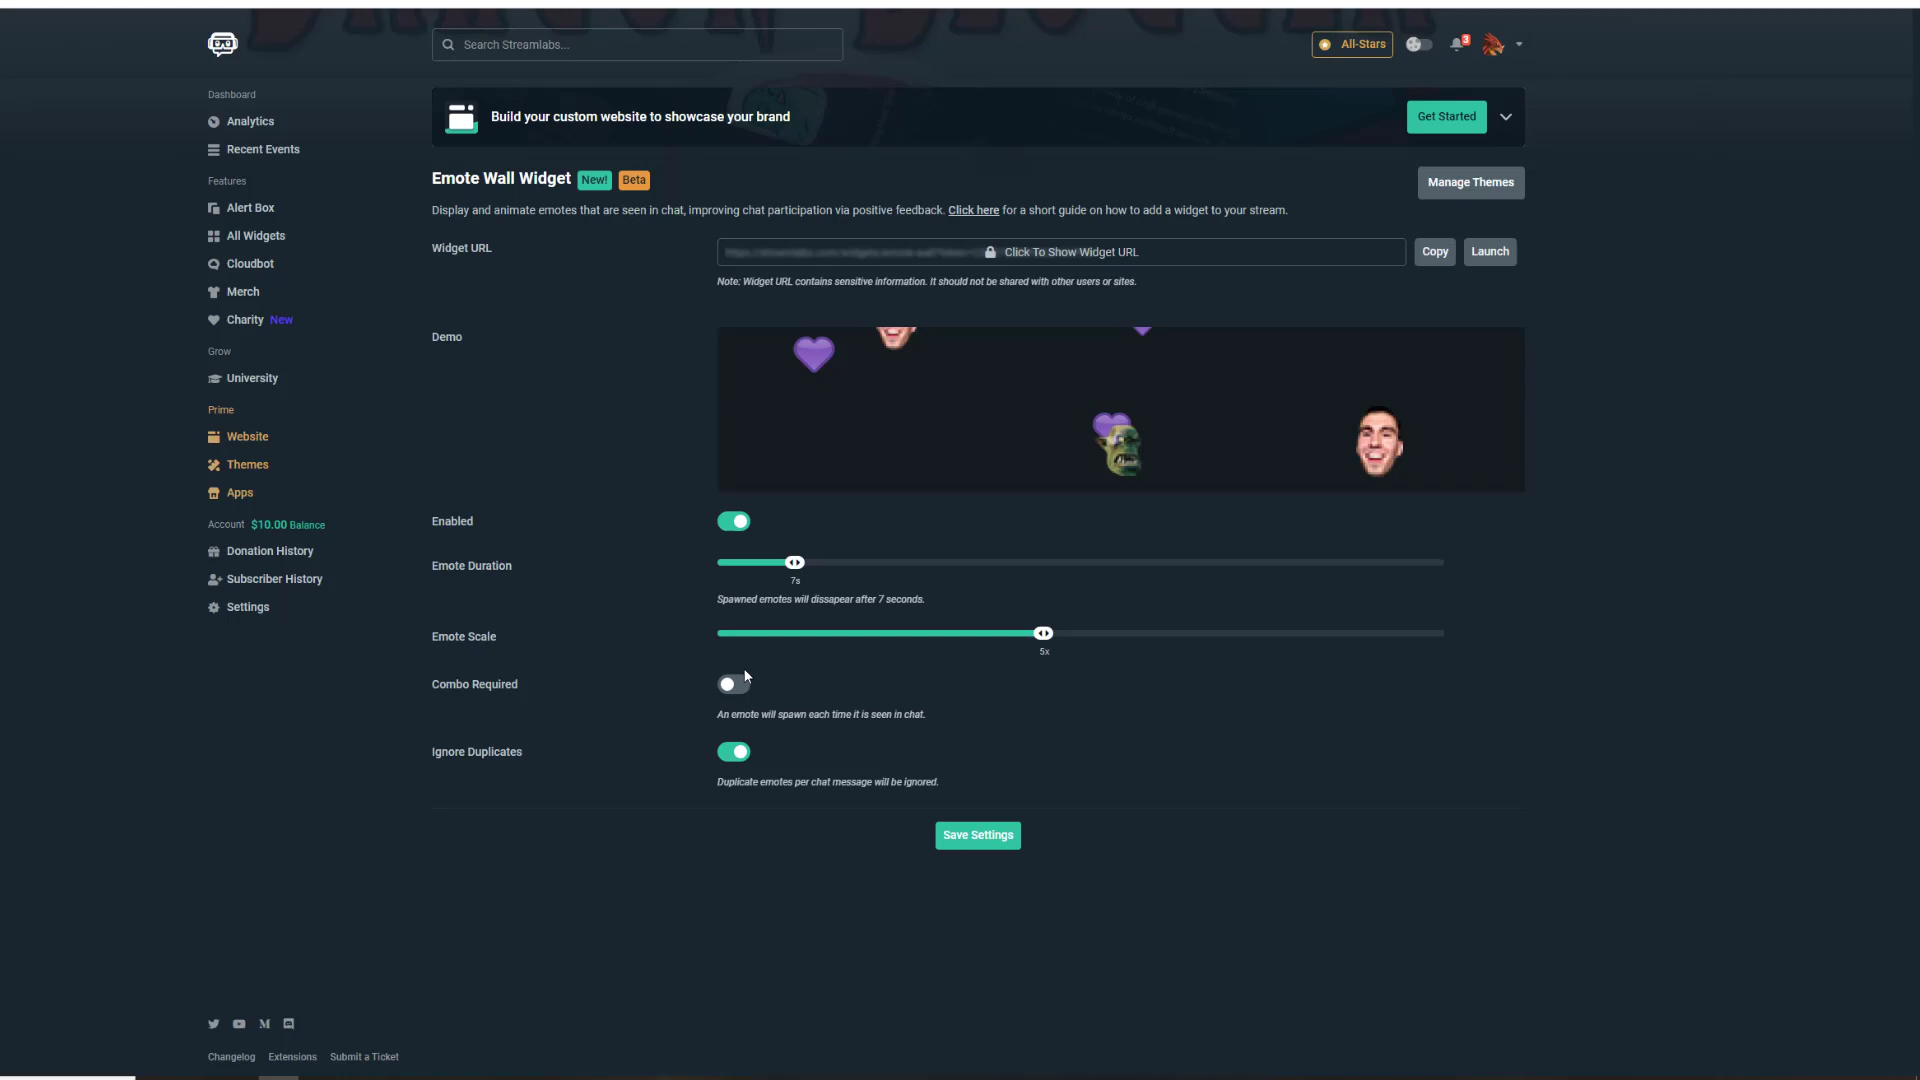 Search Streamlabs...
All-Stars
3
Dashboard
Analytics
Recent Events
Features
Alert Box
All Widgets
Cloudbot
Merch
Charity New
Grow
University
Prime
Website
Themes
Apps
Account $10.00 Balance
Donation History
Subscriber History
Settings
Build your custom website to showcase your brand
Get Started
Emote Wall Widget New! Beta
Manage Themes
Display and animate emotes that are seen in chat, improving chat participation via positive feedback. Click here for a short guide on how to add a widget to your stream.
Widget URL
Click To Show Widget URL
Copy
Launch
Note: Widget URL contains sensitive information. It should not be shared with other users or sites.
Demo
Enabled
Emote Duration
7s
Spawned emotes will dissapear after 7 seconds.
Emote Scale
5x
Combo Required
An emote will spawn each time it is seen in chat.
Ignore Duplicates
Duplicate emotes per chat message will be ignored.
Save Settings
Changelog Extensions Submit a Ticket